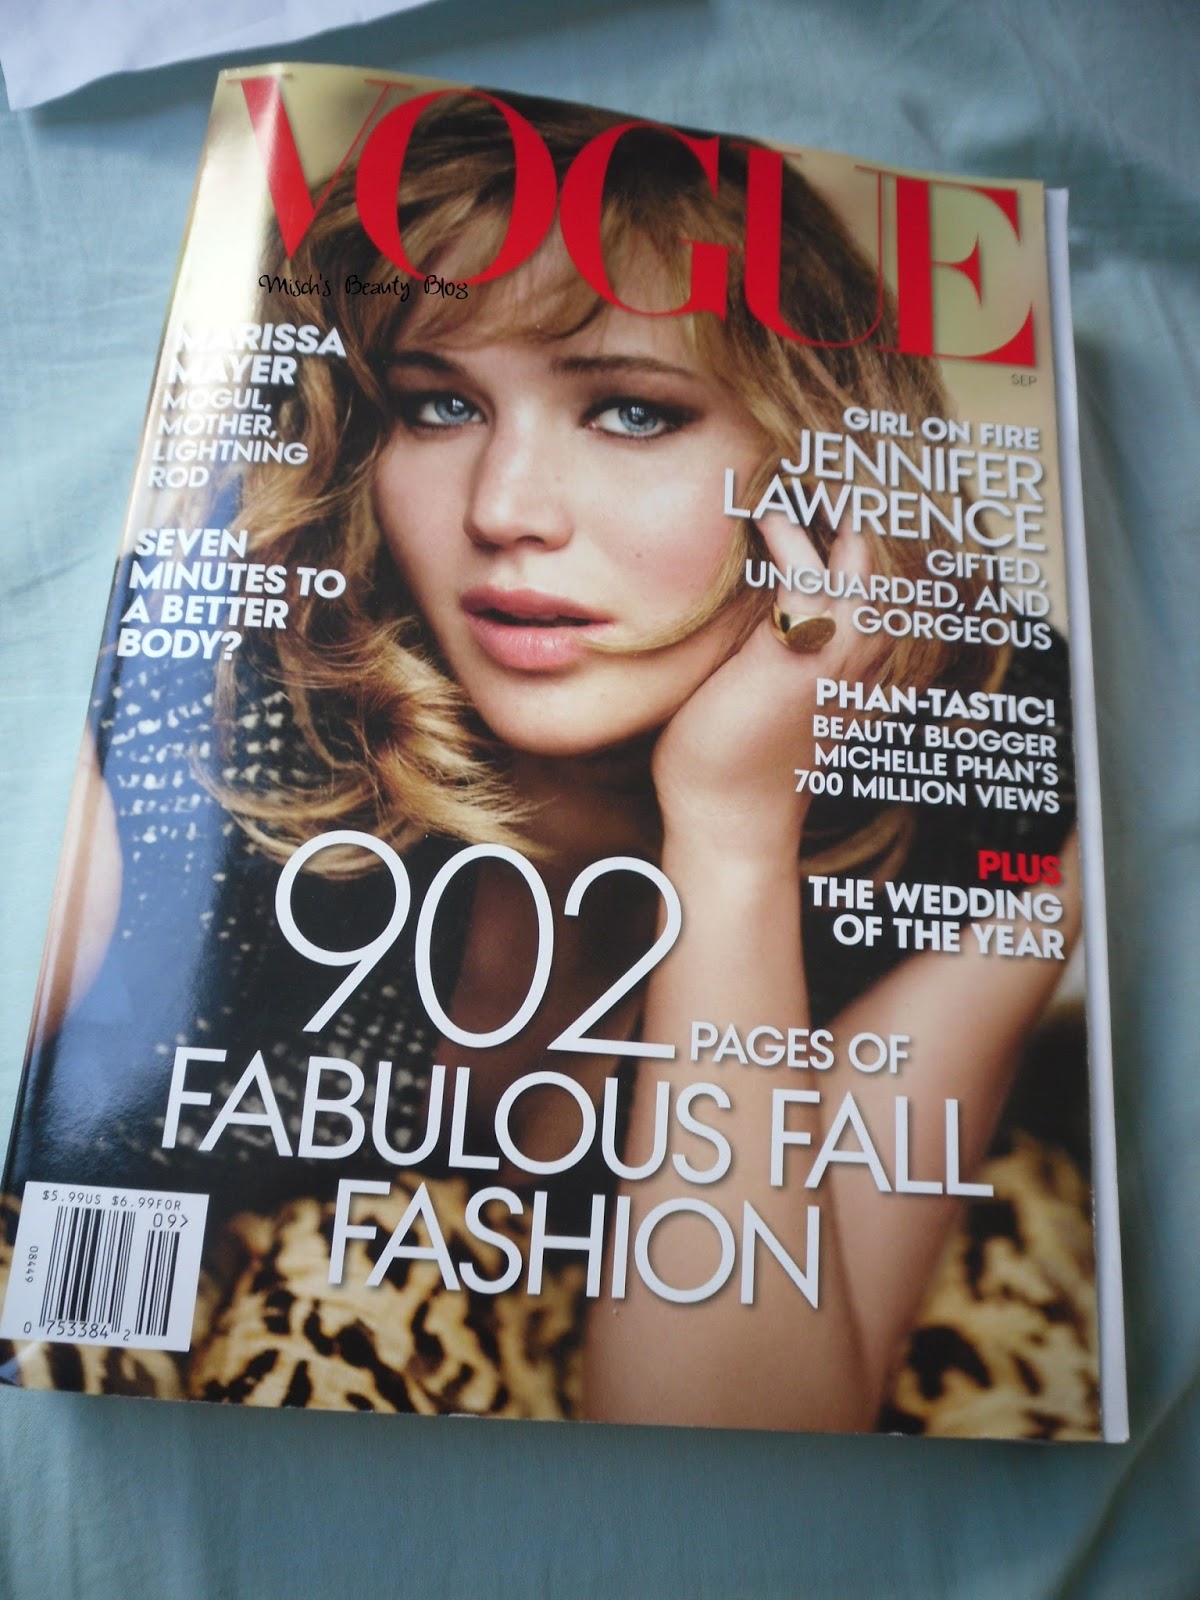 VOGUE
Misch's Beauty Blog
SEP
MARISSA
MAYER
MOGUL,
MOTHER,
LIGHTNING
ROD
SEVEN
MINUTES TO
A BETTER
BODY?
GIRL ON FIRE
JENNIFER
LAWRENCE
GIFTED,
UNGUARDED, AND
GORGEOUS
PHAN-TASTIC!
BEAUTY BLOGGER
MICHELLE PHAN'S
700 MILLION VIEWS
PLUS
THE WEDDING
OF THE YEAR
902 PAGES OF
FABULOUS FALL
FASHION
$5.99US $6.99FOR
09>
08449
0 753384 2